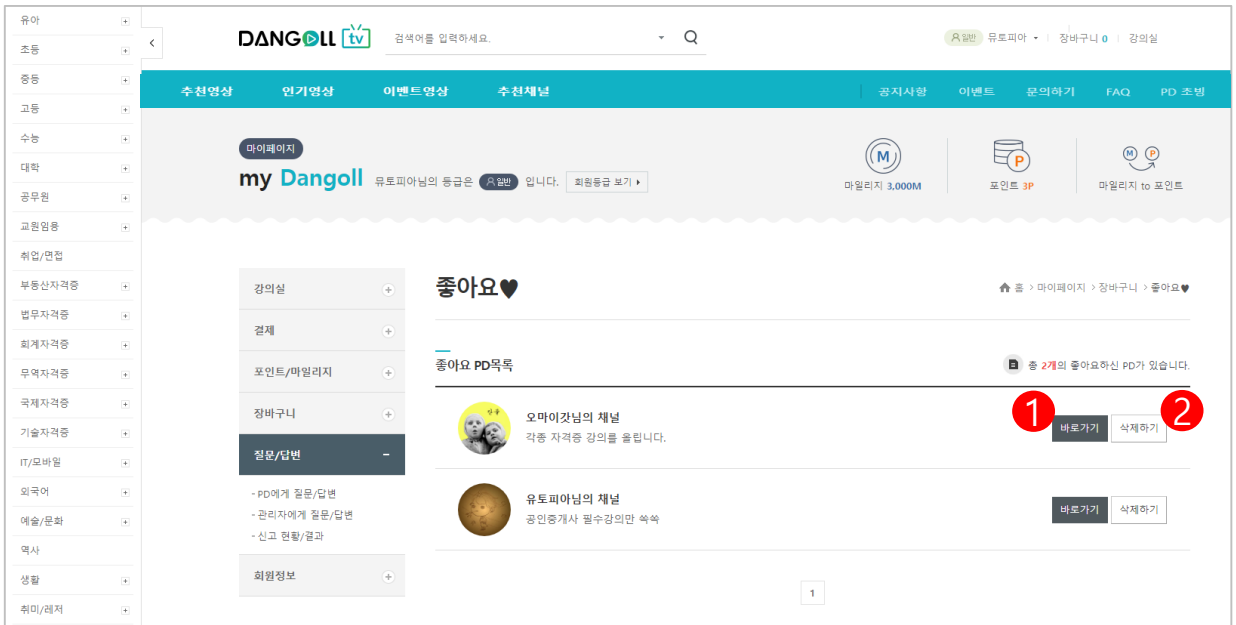 유아
초등
중등
고등
수능
대학
공무원
교원임용
취업/면접
부동산자격증
법무자격증
회계자격증
무역자격증
국제자격증
기술자격증
IT/모바일
외국어
예술/문화
역사
생활
취미/레저
DANGOLL tv
검색어를 입력하세요.
일반 유토피아 장바구니 0 강의실
추천영상 인기영상 이벤트영상 추천채널 공지사항 이벤트 문의하기 FAQ PD 조빙
마이페이지
my Dangoll 유토피아님의 등급은 일반 입니다. 회원등급 보기
M
마일리지 3,000M
P
포인트 3P
M P
마일리지 to 포인트
강의실
결제
포인트/마일리지
장바구니
질문/답변
- PD에게 질문/답변
- 관리자에게 질문/답변
- 신고 현황/결과
회원정보
좋아요♥
홈 > 마이페이지 > 장바구니 > 좋아요♥
좋아요 PD목록
총 2개의 좋아요하신 PD가 있습니다.
오마이갓님의 채널
각종 자격증 강의를 올립니다.
1 바로가기 삭제하기 2
유토피아님의 채널
공인중개사 필수강의만 쏙쏙
바로가기 삭제하기
1